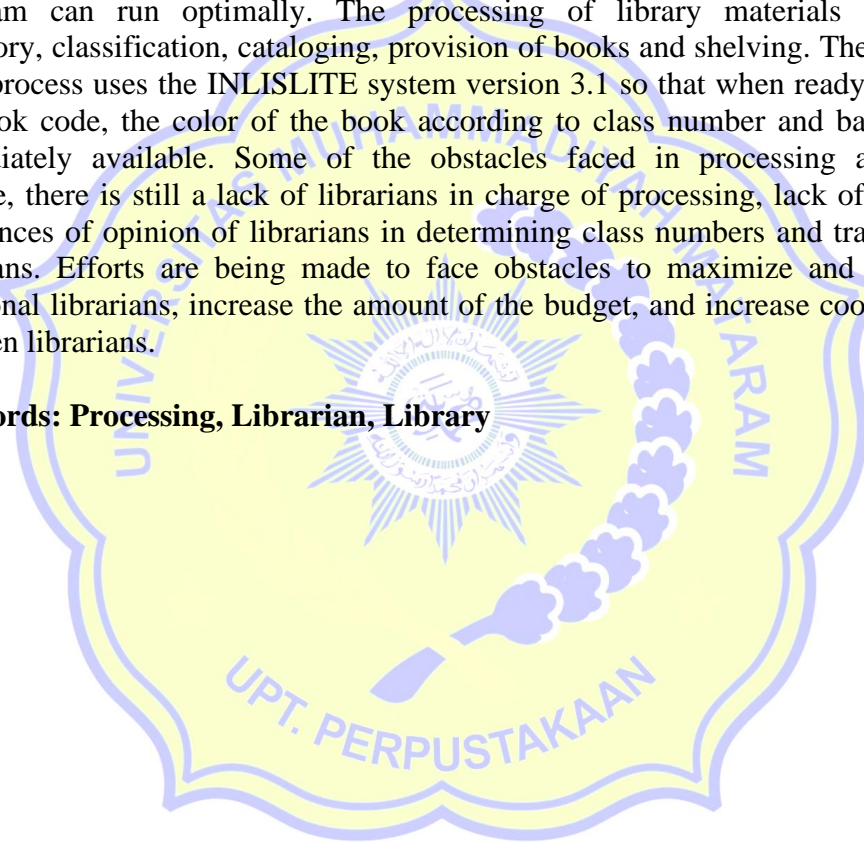 am can run optimally. The processing of library materials
ory, classification, cataloging, provision of books and shelving. The
process uses the INLISLITE system version 3.1 so that when ready
ok code, the color of the book according to class number and ba
diately available. Some of the obstacles faced in processing a
e, there is still a lack of librarians in charge of processing, lack of
nces of opinion of librarians in determining class numbers and tra
ans. Efforts are being made to face obstacles to maximize and
onal librarians, increase the amount of the budget, and increase coo
en librarians.
ords: Processing, Librarian, Library
UNIVERSITAS MUHAMMADIYAH MATARAM
UPT. PERPUSTAKAAN